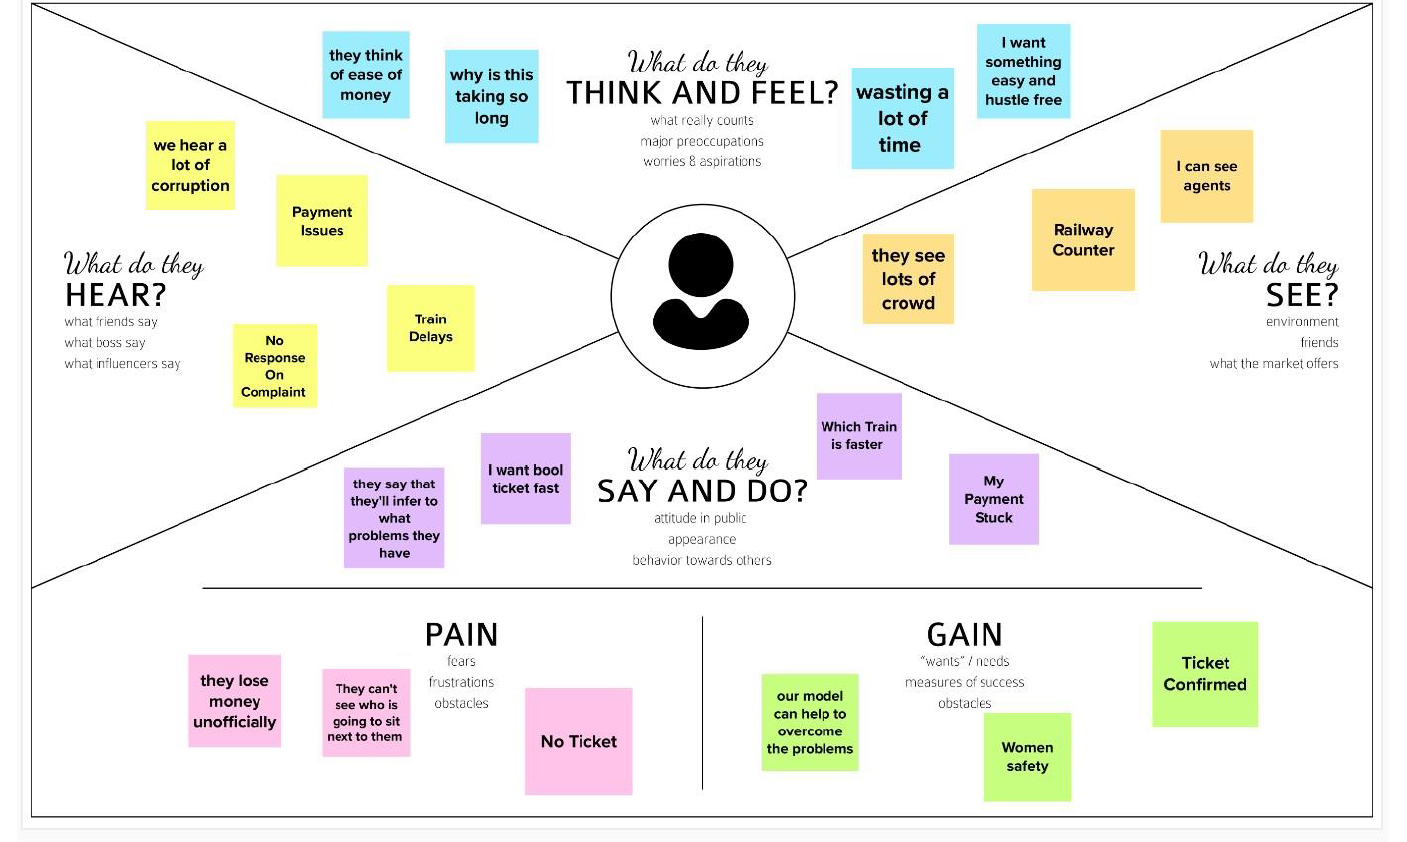 What do they
THINK AND FEEL?
what really counts
major preoccupations
worries & aspirations
they think
of ease of
money
why is this
taking so
long
wasting a
lot of
time
I want
something
easy and
hustle free
What do they
HEAR?
what friends say
what boss say
what influencers say
we hear a
lot of
corruption
Payment
Issues
Train
Delays
No
Response
On
Complaint
What do they
SEE?
environment
friends
what the market offers
they see
lots of
crowd
Railway
Counter
I can see
agents
What do they
SAY AND DO?
attitude in public
appearance
behavior towards others
they say that
they'll infer to
what
problems they
have
I want bool
ticket fast
Which Train
is faster
My
Payment
Stuck
PAIN
fears
frustrations
obstacles
they lose
money
unofficially
They can't
see who is
going to sit
next to them
No Ticket
GAIN
"wants" / needs
measures of success
obstacles
our model
can help to
overcome
the problems
Women
safety
Ticket
Confirmed